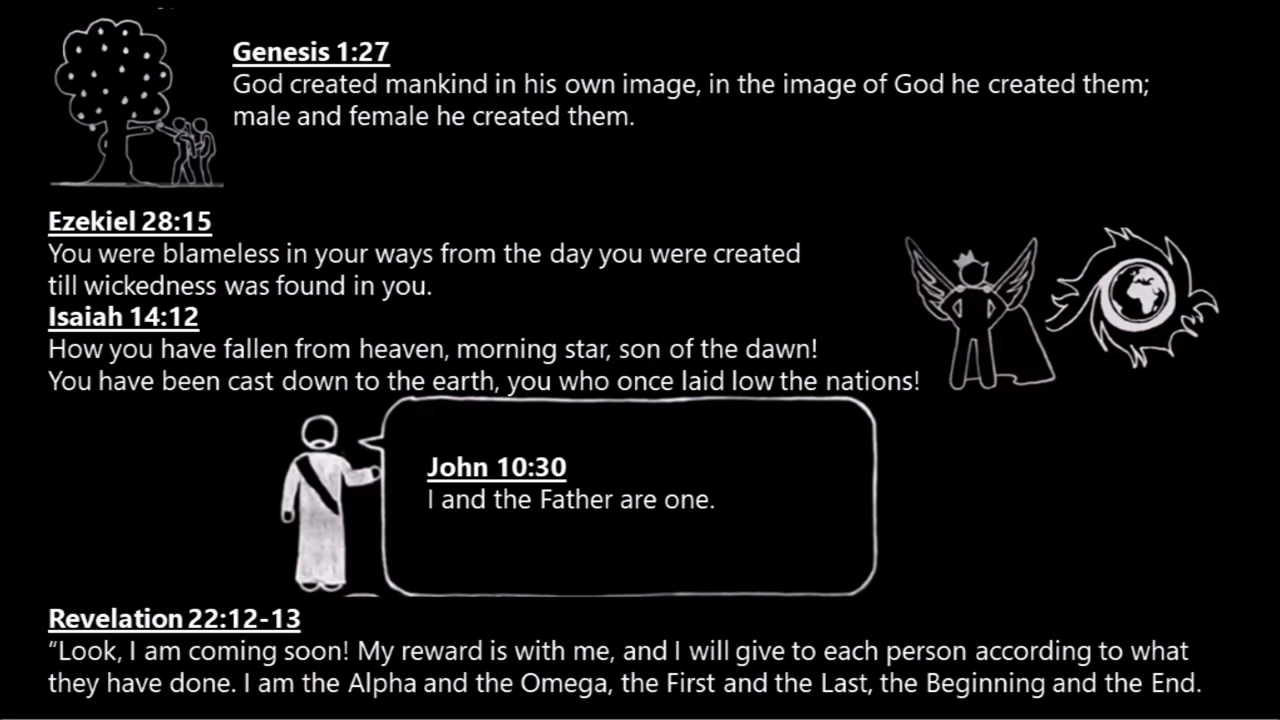 Genesis 1:27
God created mankind in his own image, in the image of God he created them;
male and female he created them.
Ezekiel 28:15
You were blameless in your ways from the day you were created
till wickedness was found in you.
Isaiah 14:12
How you have fallen from heaven, morning star, son of the dawn!
You have been cast down to the earth, you who once laid low the nations!
John 10:30
I and the Father are one.
Revelation 22:12-13
“Look, I am coming soon! My reward is with me, and I will give to each person according to what
they have done. I am the Alpha and the Omega, the First and the Last, the Beginning and the End.